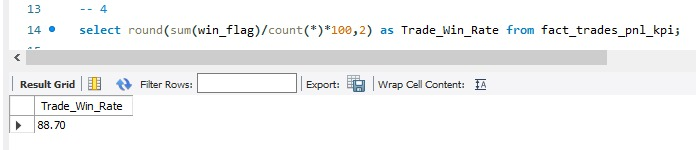 13 -- 4
14 select round(sum(win_flag)/count(*)*100,2) as Trade_Win_Rate from fact_trades_pnl_kpi;
Result Grid Filter Rows: Export: Wrap Cell Content: IA
Trade_Win_Rate
88.70